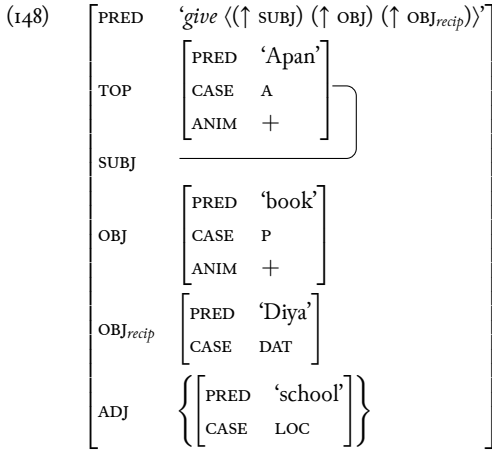 (148) PRED ‘give ⟨(↑ SUBJ) (↑ OBJ) (↑ OBJrecip)⟩’
PRED ‘Apan’
TOP CASE A
ANIM +
SUBJ
PRED ‘book’
OBJ CASE P
ANIM +
OBJrecip PRED ‘Diya’
CASE DAT
ADJ PRED ‘school’
CASE LOC